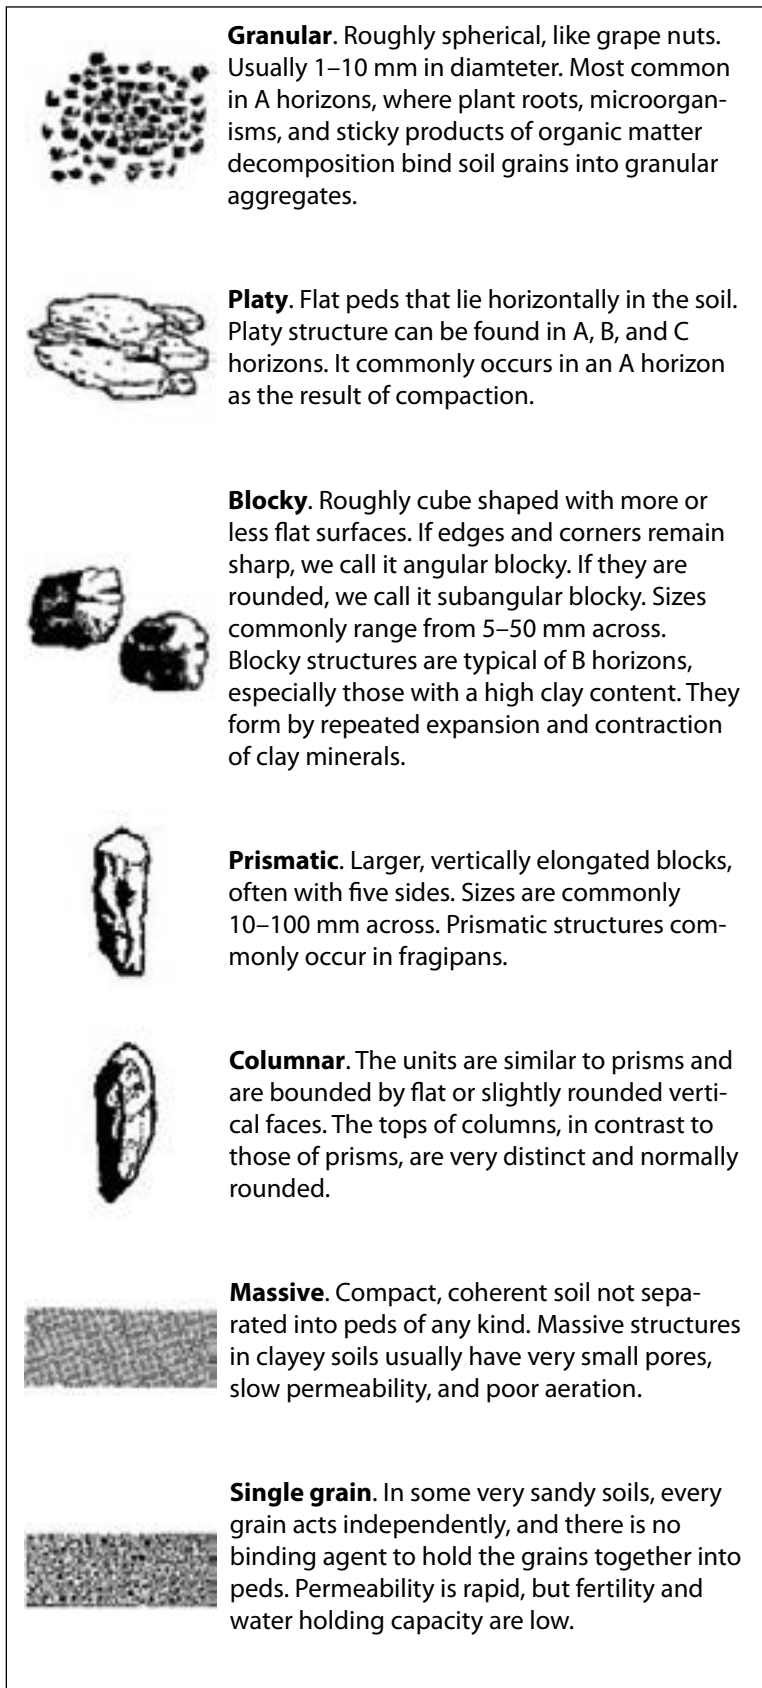 Granular. Roughly spherical, like grape nuts.
Usually 1–10 mm in diamteter. Most common
in A horizons, where plant roots, microorgan-
isms, and sticky products of organic matter
decomposition bind soil grains into granular
aggregates.
Platy. Flat peds that lie horizontally in the soil.
Platy structure can be found in A, B, and C
horizons. It commonly occurs in an A horizon
as the result of compaction.
Blocky. Roughly cube shaped with more or
less flat surfaces. If edges and corners remain
sharp, we call it angular blocky. If they are
rounded, we call it subangular blocky. Sizes
commonly range from 5–50 mm across.
Blocky structures are typical of B horizons,
especially those with a high clay content. They
form by repeated expansion and contraction
of clay minerals.
Prismatic. Larger, vertically elongated blocks,
often with five sides. Sizes are commonly
10–100 mm across. Prismatic structures com-
monly occur in fragipans.
Columnar. The units are similar to prisms and
are bounded by flat or slightly rounded verti-
cal faces. The tops of columns, in contrast to
those of prisms, are very distinct and normally
rounded.
Massive. Compact, coherent soil not sepa-
rated into peds of any kind. Massive structures
in clayey soils usually have very small pores,
slow permeability, and poor aeration.
Single grain. In some very sandy soils, every
grain acts independently, and there is no
binding agent to hold the grains together into
peds. Permeability is rapid, but fertility and
water holding capacity are low.